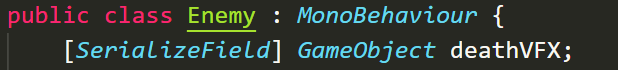 public class Enemy : MonoBehaviour {
[SerializeField] GameObject deathVFX;